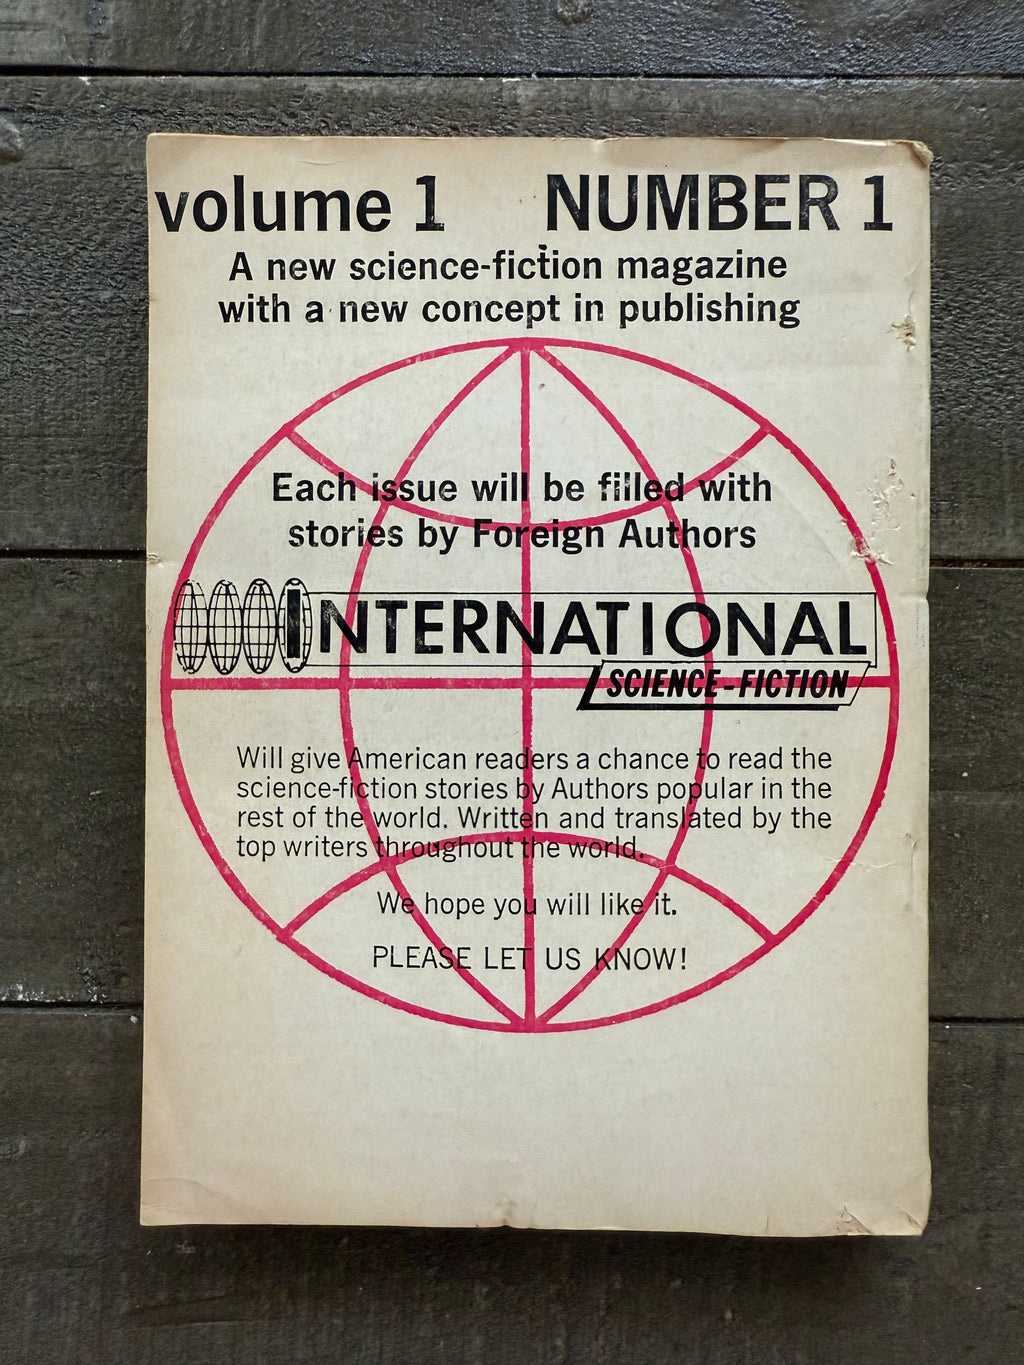 volume 1 NUMBER 1
A new science-fiction magazine
with a new concept in publishing
Each issue will be filled with
stories by Foreign Authors
INTERNATIONAL
SCIENCE-FICTION
Will give American readers a chance to read the
science-fiction stories by Authors popular in the
rest of the world. Written and translated by the
top writers throughout the world.
We hope you will like it.
PLEASE LET US KNOW!